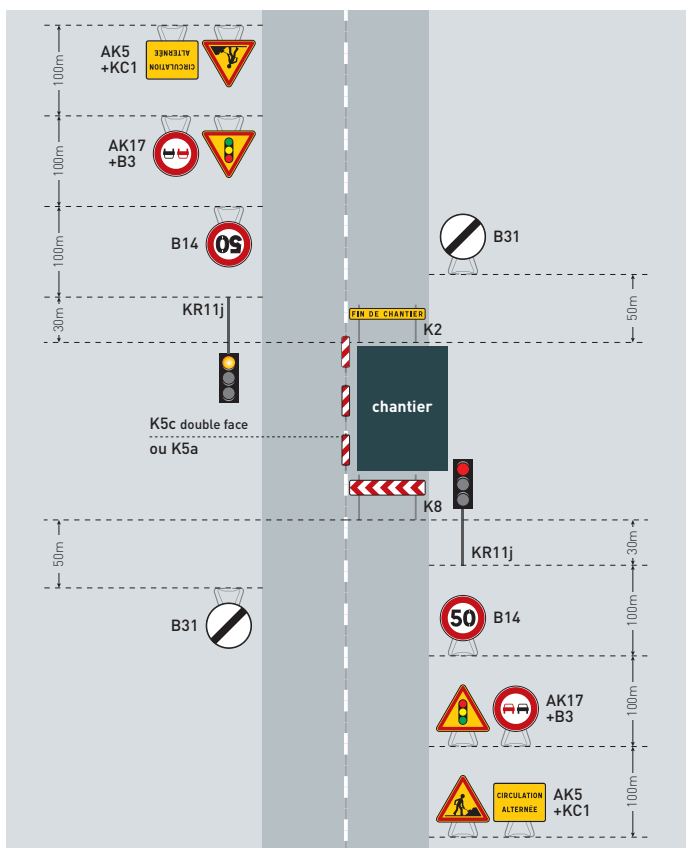 AK5
+KC1
CIRCULATION
ALTERNÉE
100m
AK17
+B3
100m
B14
50
100m
B31
KR11j
30m
FIN DE CHANTIER
K2
50m
chantier
K5c double face
ou K5a
K8
50m
KR11j
30m
B31
50
B14
100m
AK17
+B3
100m
CIRCULATION
ALTERNÉE
AK5
+KC1
100m